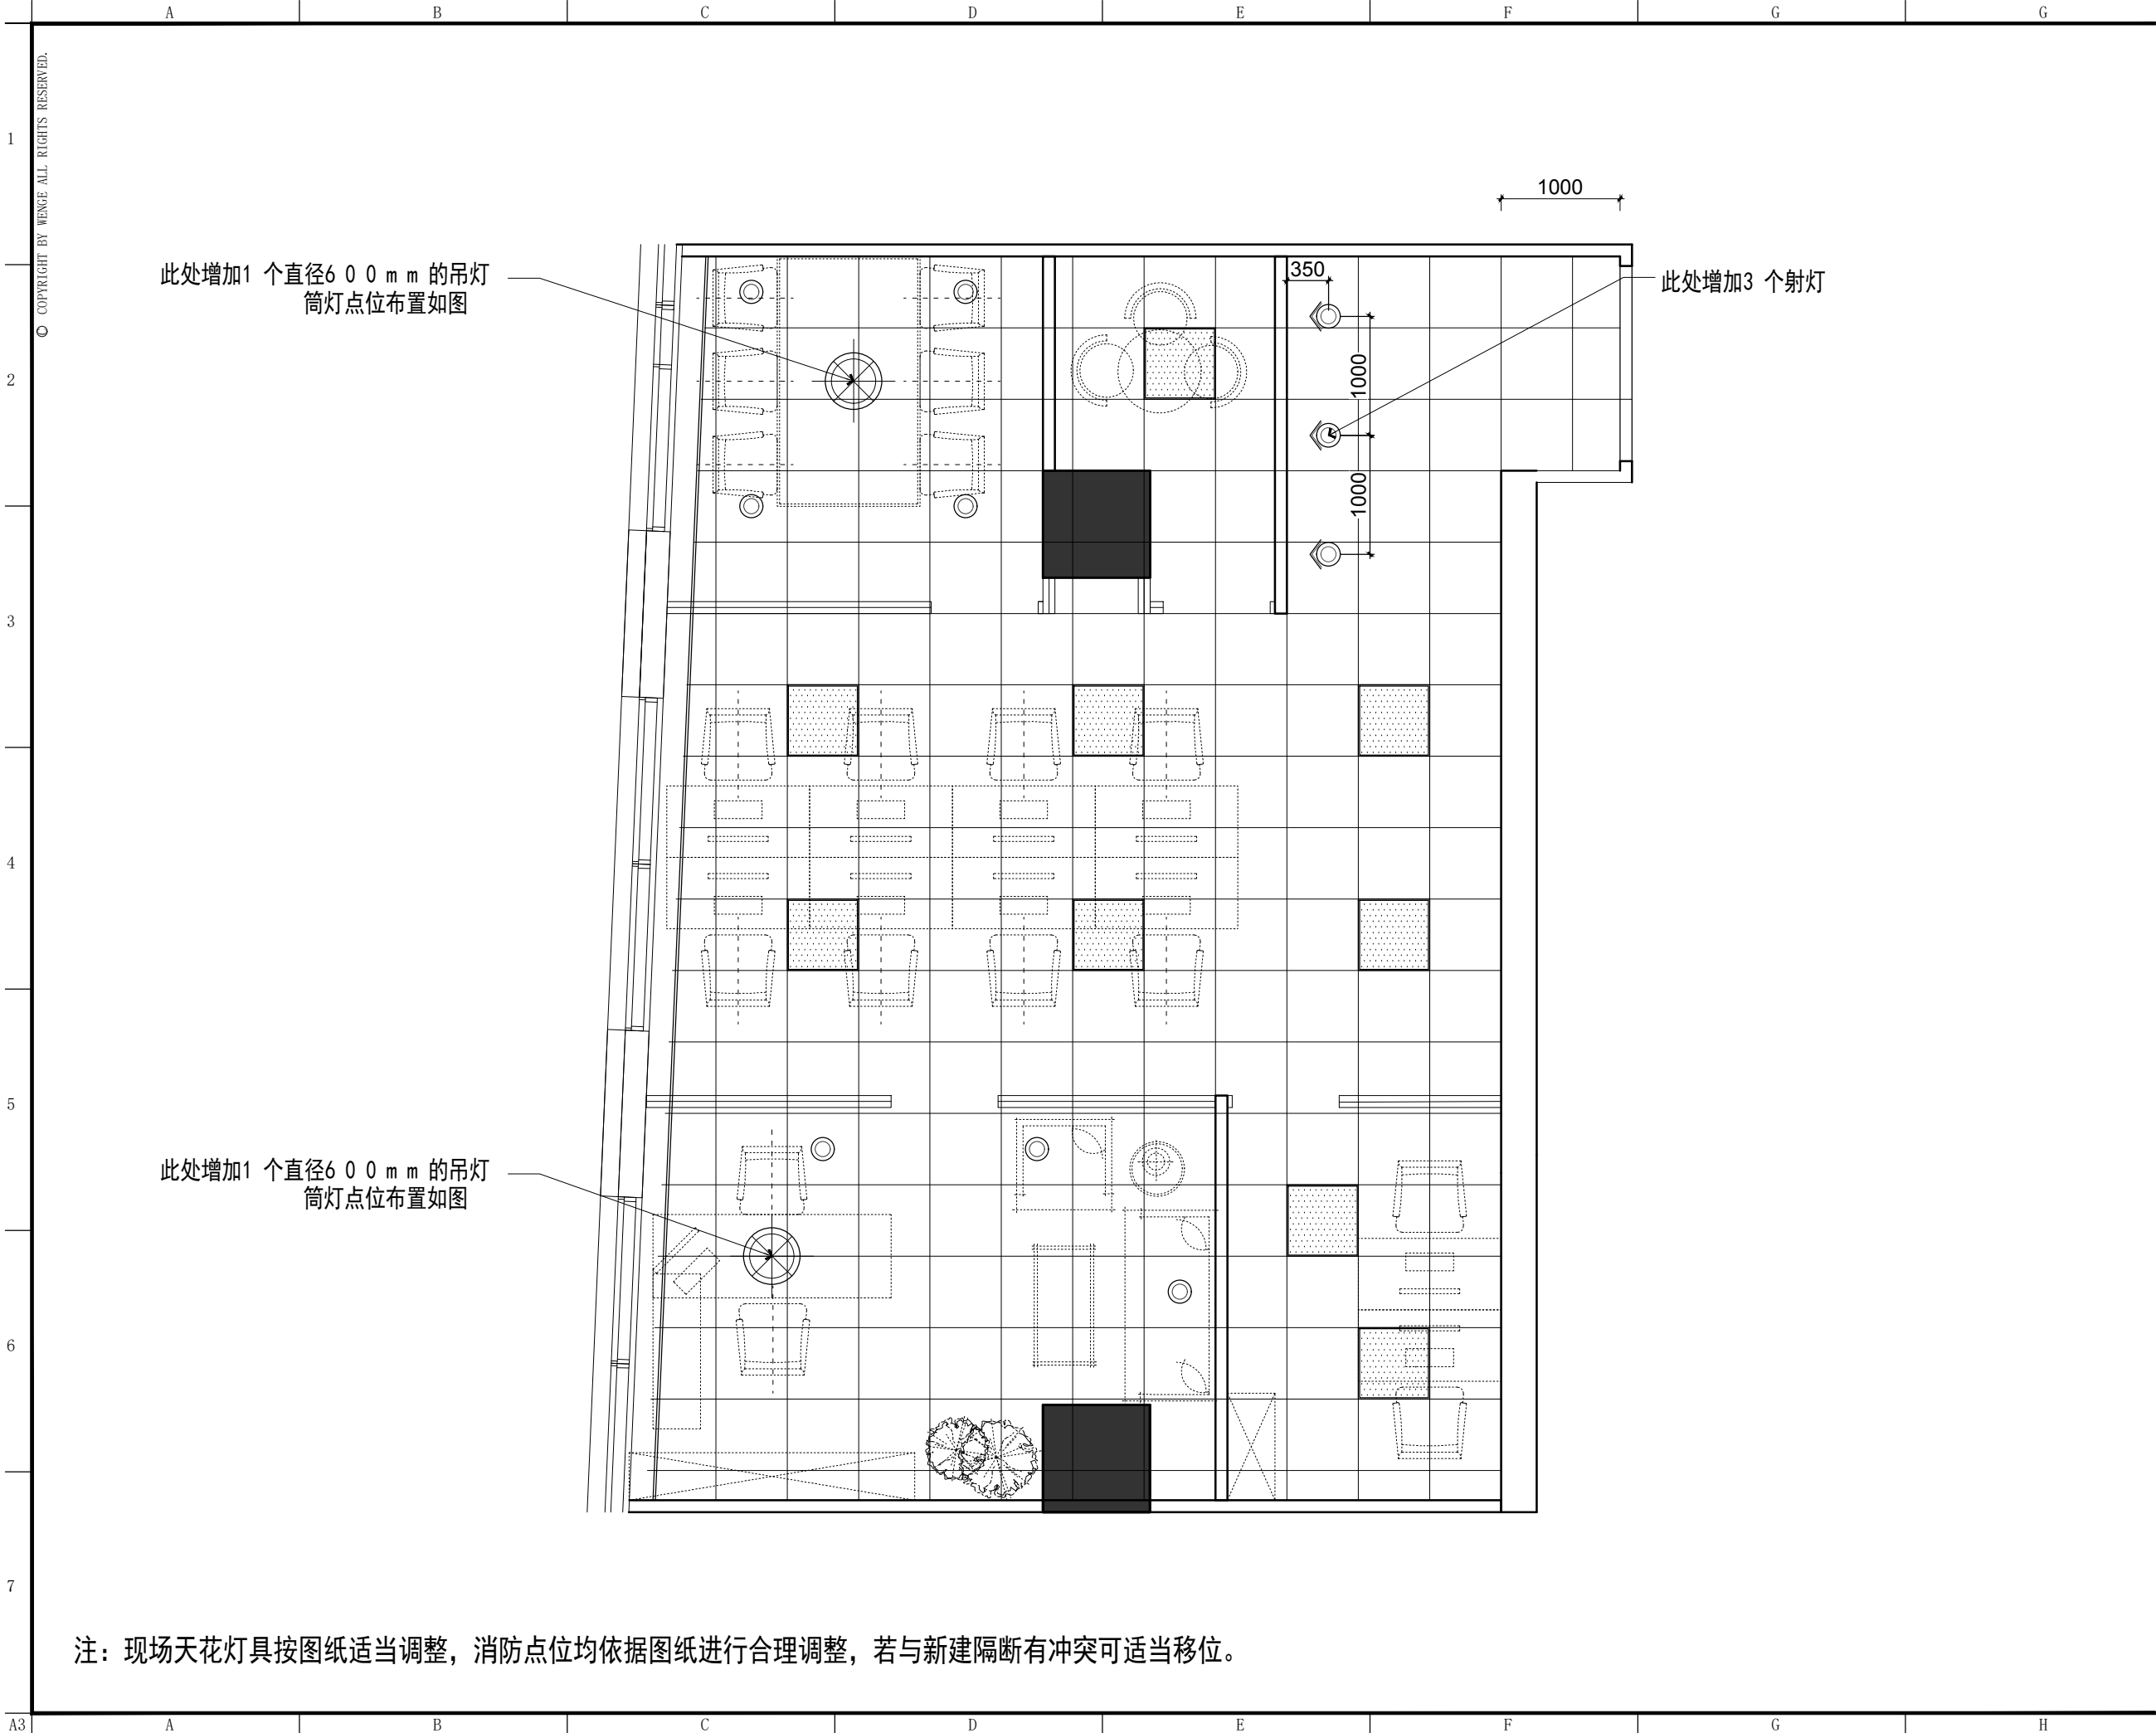 A B C D E F G G
© COPYRIGHT BY WENGE ALL RIGHTS RESERVED.
1
1000
此处增加1 个直径600mm的吊灯
筒灯点位布置如图
350
此处增加3 个射灯
2
1000
1000
3
4
5
此处增加1 个直径600mm的吊灯
筒灯点位布置如图
6
7
注：现场天花灯具按图纸适当调整，消防点位均依据图纸进行合理调整，若与新建隔断有冲突可适当移位。
A3 A B C D E F G H